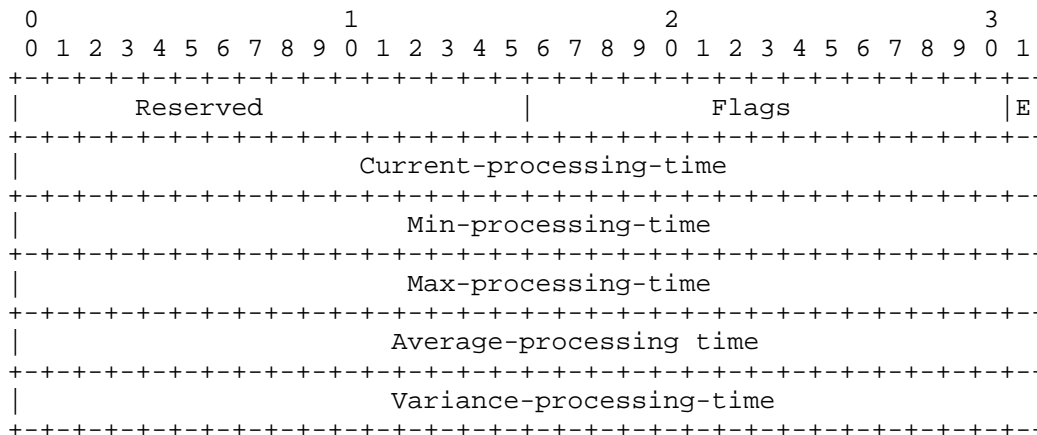 0                   1                   2                   3
 0 1 2 3 4 5 6 7 8 9 0 1 2 3 4 5 6 7 8 9 0 1 2 3 4 5 6 7 8 9 0 1
+-+-+-+-+-+-+-+-+-+-+-+-+-+-+-+-+-+-+-+-+-+-+-+-+-+-+-+-+-+-+-+--
|       Reserved                |           Flags             |E
+-+-+-+-+-+-+-+-+-+-+-+-+-+-+-+-+-+-+-+-+-+-+-+-+-+-+-+-+-+-+-+--
|                     Current-processing-time
+-+-+-+-+-+-+-+-+-+-+-+-+-+-+-+-+-+-+-+-+-+-+-+-+-+-+-+-+-+-+-+--
|                        Min-processing-time
+-+-+-+-+-+-+-+-+-+-+-+-+-+-+-+-+-+-+-+-+-+-+-+-+-+-+-+-+-+-+-+--
|                        Max-processing-time
+-+-+-+-+-+-+-+-+-+-+-+-+-+-+-+-+-+-+-+-+-+-+-+-+-+-+-+-+-+-+-+--
|                       Average-processing time
+-+-+-+-+-+-+-+-+-+-+-+-+-+-+-+-+-+-+-+-+-+-+-+-+-+-+-+-+-+-+-+--
|                       Variance-processing-time
+-+-+-+-+-+-+-+-+-+-+-+-+-+-+-+-+-+-+-+-+-+-+-+-+-+-+-+-+-+-+-+--